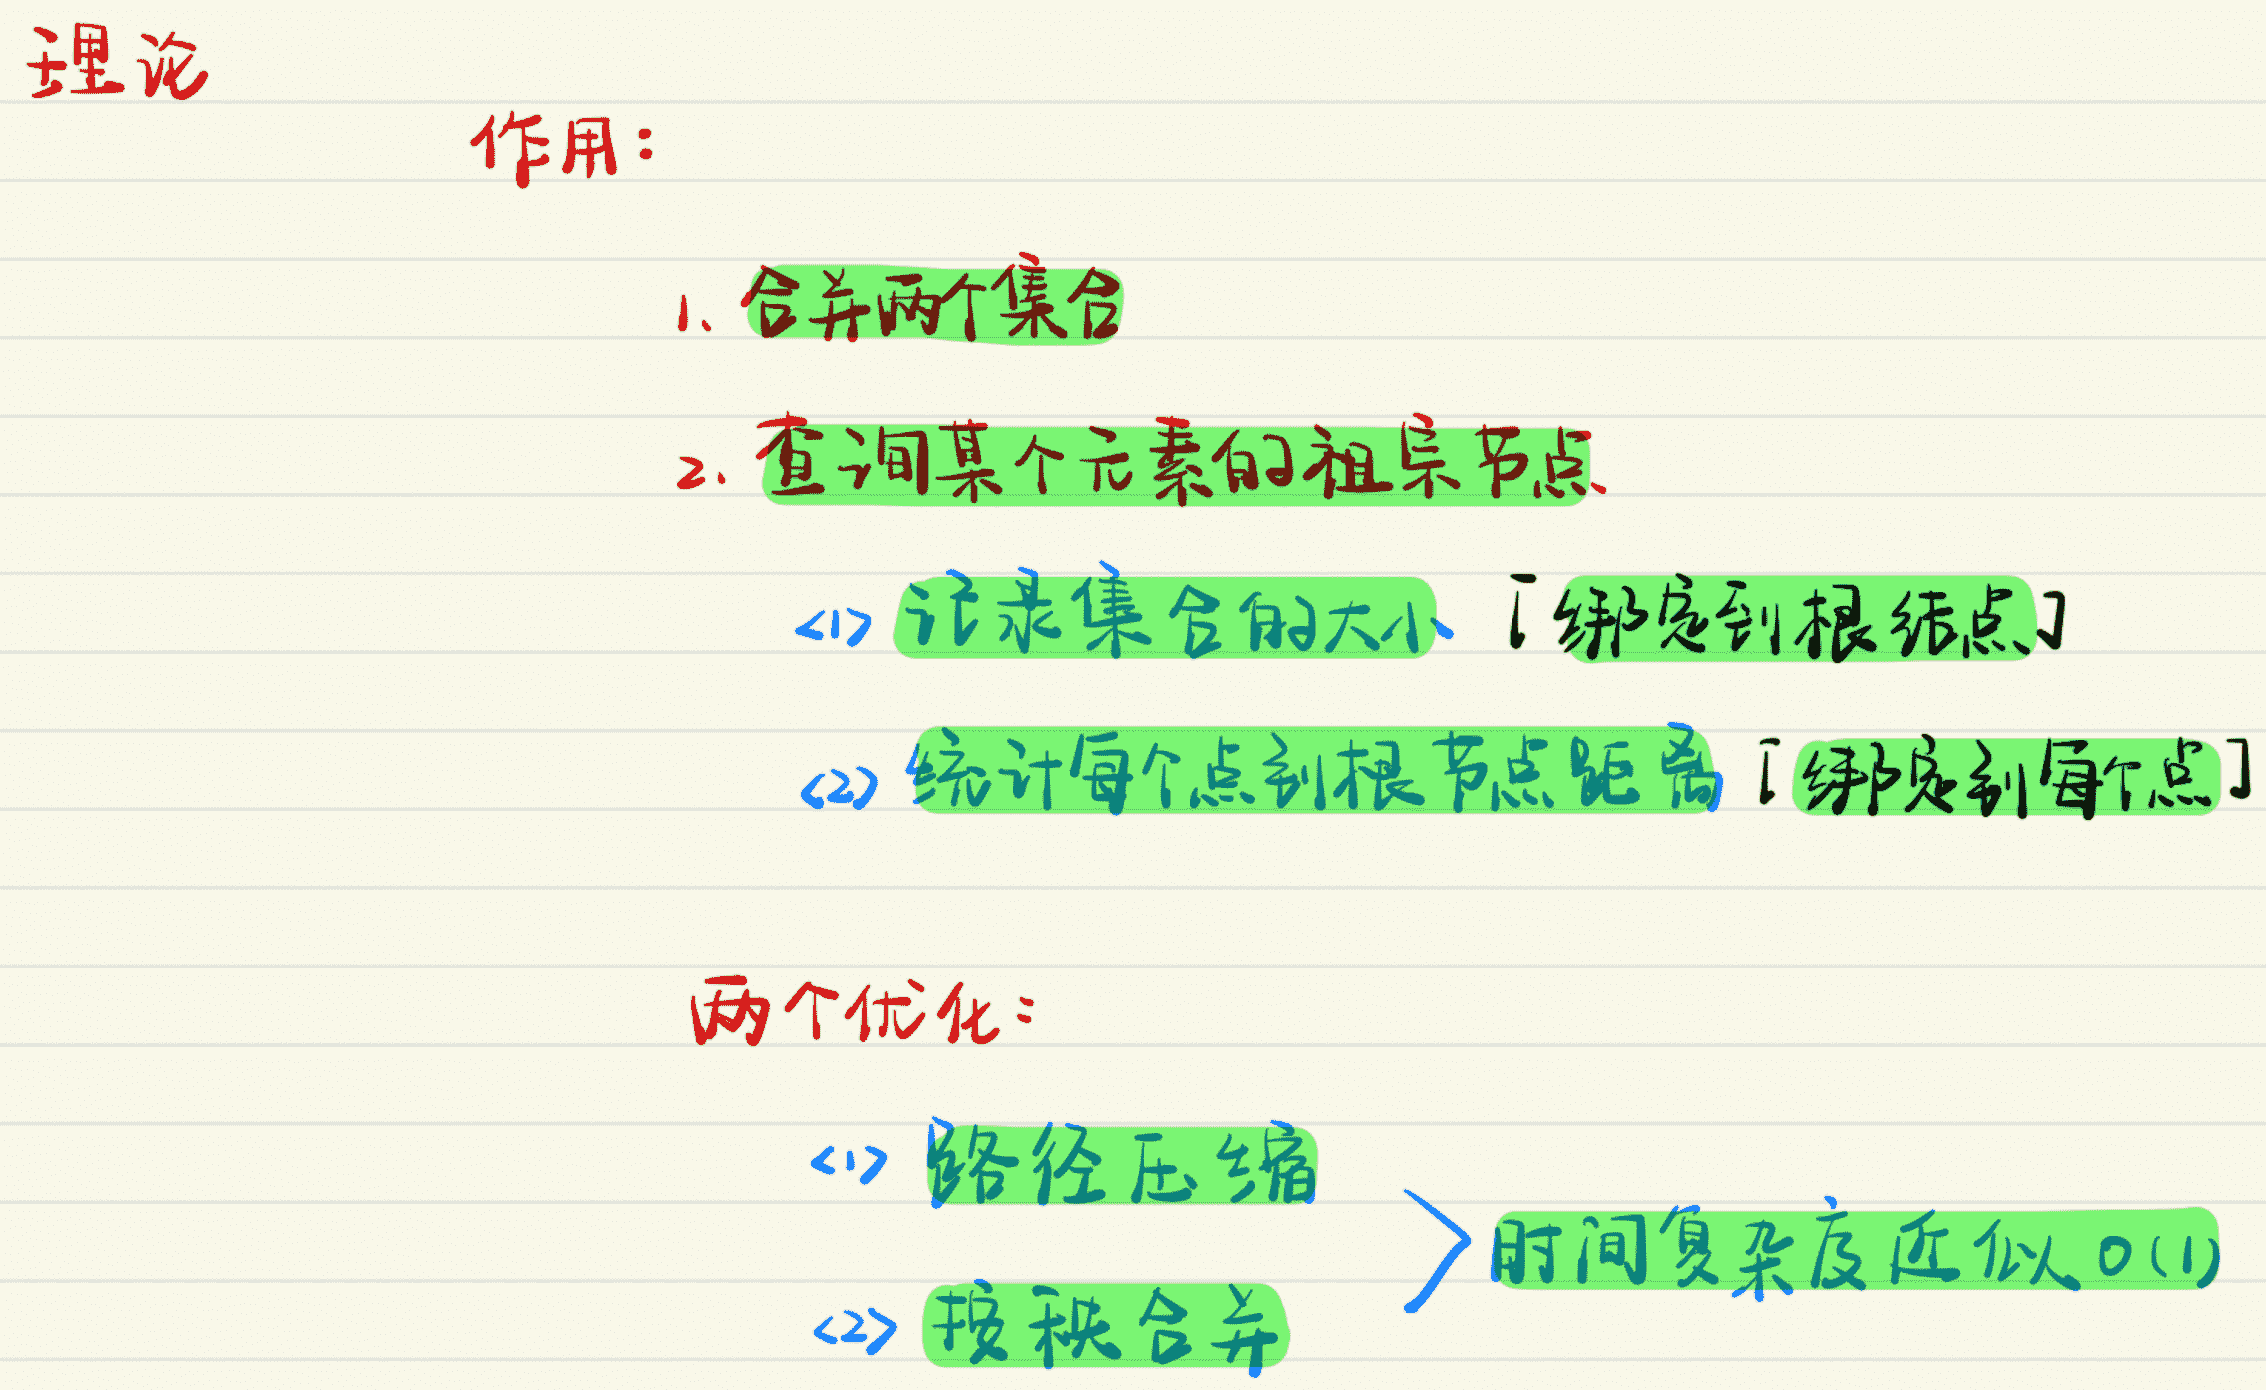 理论
作用:
1、合并两个集合
2、查询某个元素的祖宗节点
<1> 记录集合的大小 [绑定到根结点]
<2> 统计每个点到根节点距离 [绑定到每个点]
两个优化:
<1> 路径压缩
时间复杂度近似 O(1)
<2> 按秩合并